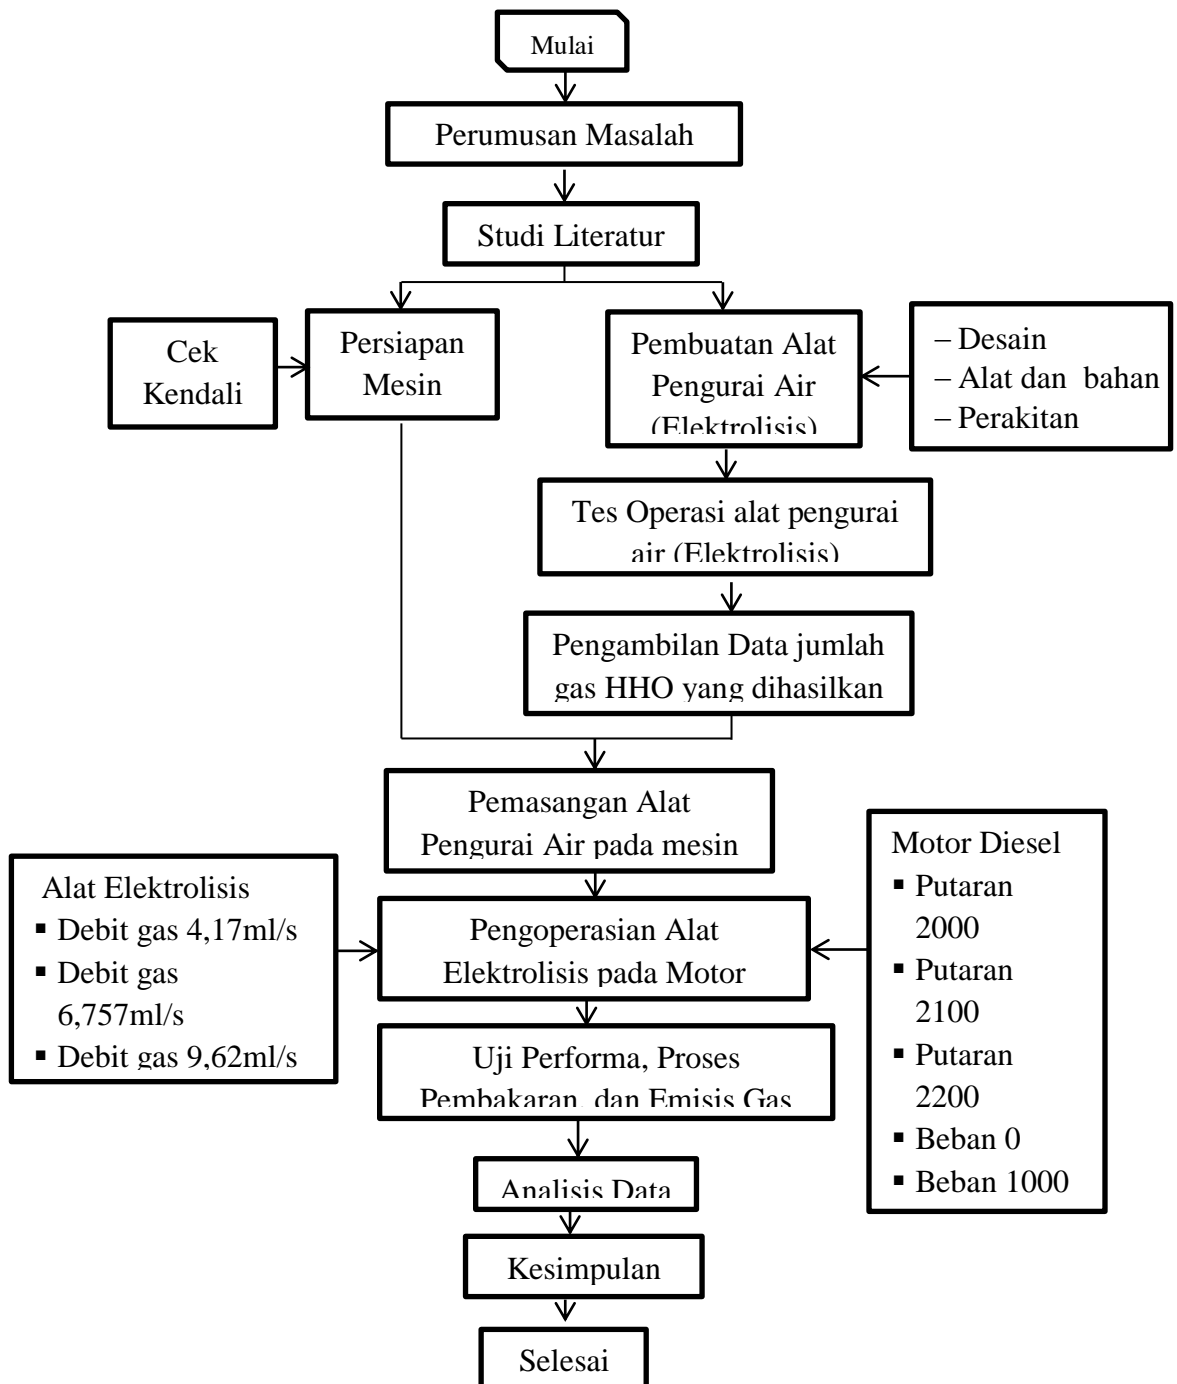 Mulai
Perumusan Masalah
Studi Literatur
Cek
Kendali
Persiapan
Mesin
Pembuatan Alat
Pengurai Air
(Elektrolisis)
– Desain
– Alat dan bahan
– Perakitan
Tes Operasi alat pengurai
air (Elektrolisis)
Pengambilan Data jumlah
gas HHO yang dihasilkan
Pemasangan Alat
Pengurai Air pada mesin
Alat Elektrolisis
▪ Debit gas 4,17ml/s
▪ Debit gas
6,757ml/s
▪ Debit gas 9,62ml/s
Pengoperasian Alat
Elektrolisis pada Motor
Motor Diesel
▪ Putaran
2000
▪ Putaran
2100
▪ Putaran
2200
▪ Beban 0
▪ Beban 1000
Uji Performa, Proses
Pembakaran, dan Emisis Gas
Analisis Data
Kesimpulan
Selesai